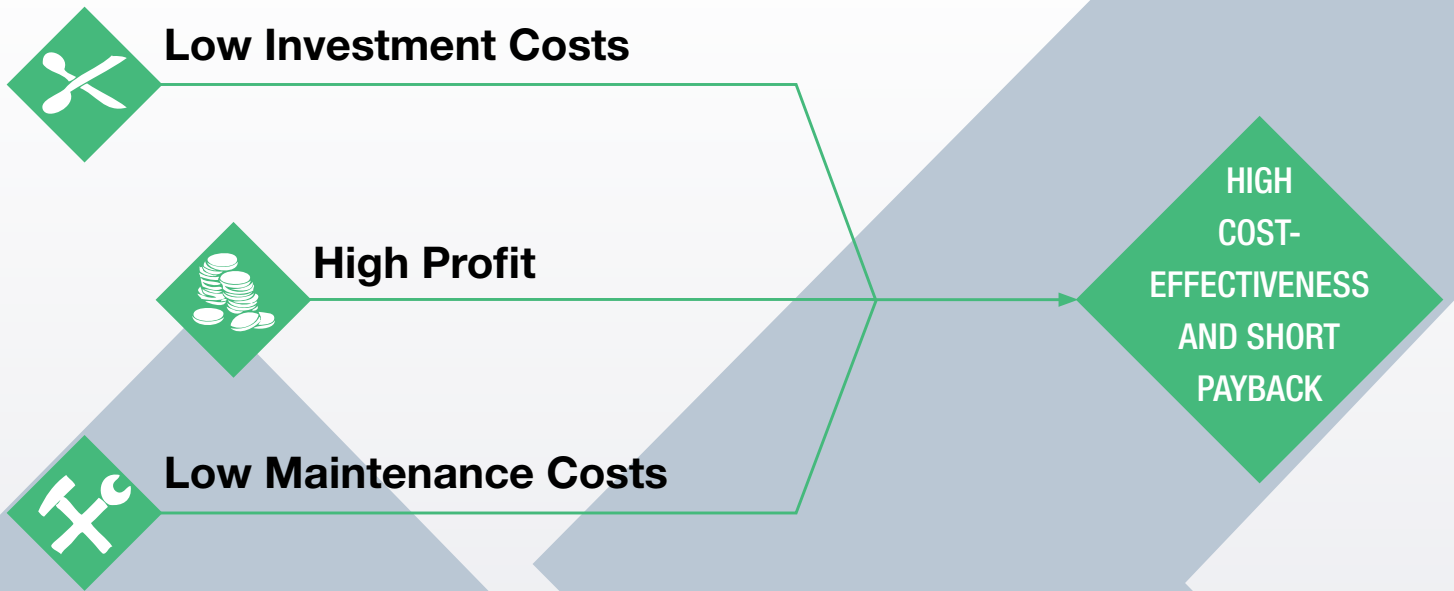 Low Investment Costs
High Profit
Low Maintenance Costs
HIGH
COST-
EFFECTIVENESS
AND SHORT
PAYBACK